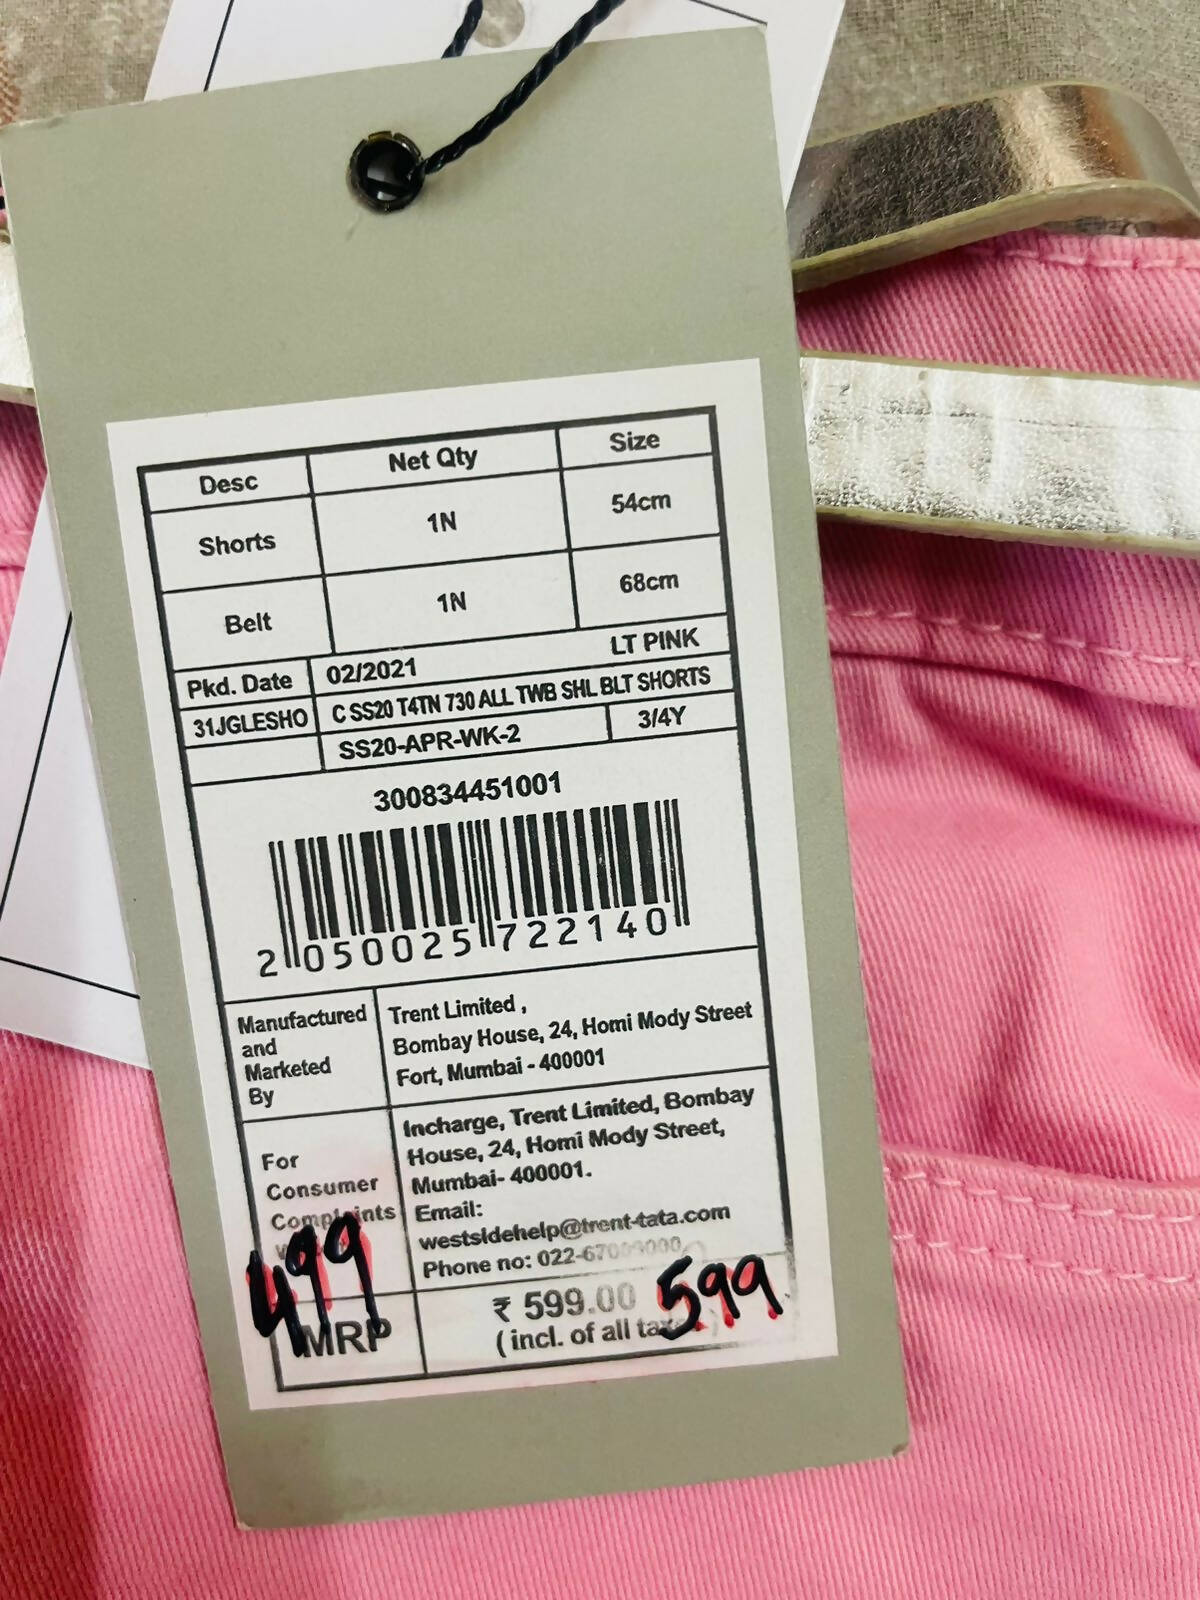 Desc Net Qty Size
Shorts 1N 54cm
Belt 1N 68cm
Pkd. Date 02/2021 LT PINK
31JGLESHO C SS20 T4TN 730 ALL TWB SHL BLT SHORTS
SS20-APR-WK-2 3/4Y
300834451001
2 050025 722140
Manufactured
and
Marketed
By
Trent Limited ,
Bombay House, 24, Homi Mody Street
Fort, Mumbai - 400001
For
Consumer
Complaints
Incharge, Trent Limited, Bombay
House, 24, Homi Mody Street,
Mumbai- 400001.
Email:
westsidehelp@trent-tata.com
Phone no: 022-67009000
499
MRP
₹ 599.00 599
(incl. of all taxes)